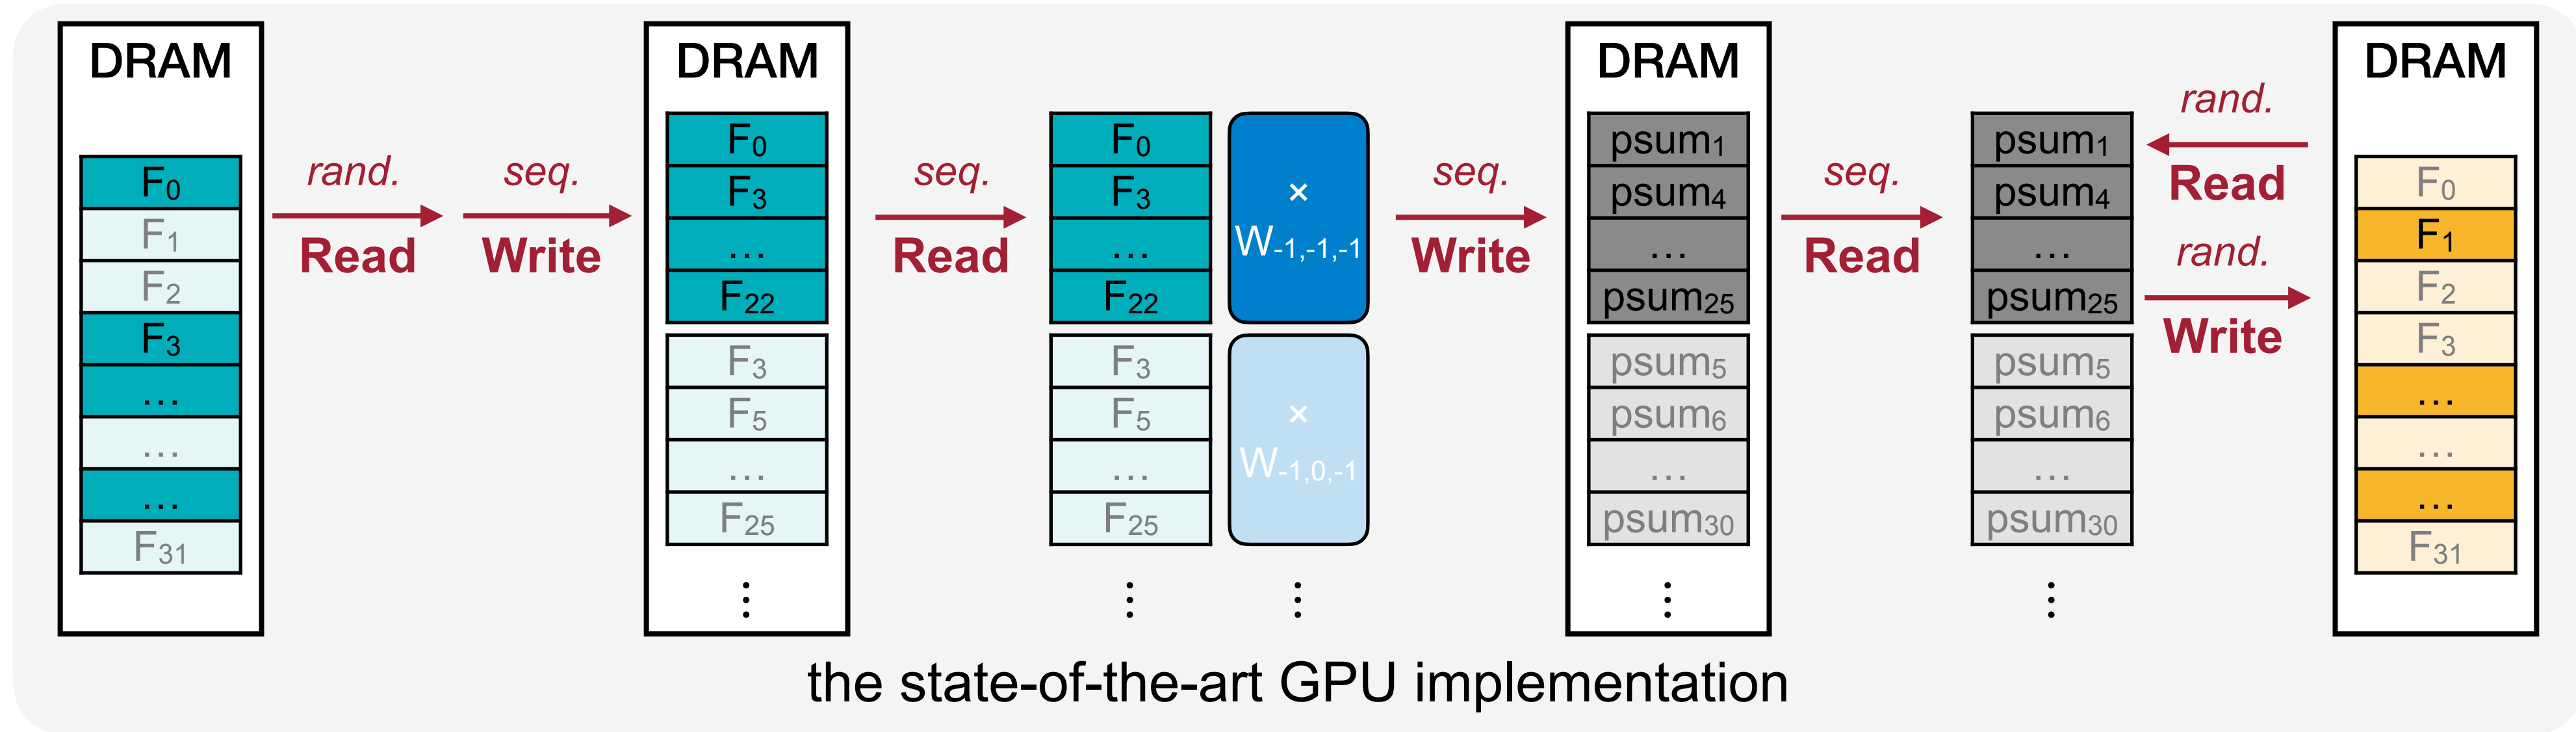 DRAM
F0
F1
F2
F3
...
...
...
F31
rand.
Read
seq.
Write
DRAM
F0
F3
...
F22
F3
F5
...
F25
⋮
seq.
Read
F0
F3
...
F22
F3
F5
...
F25
⋮
×
W-1,-1,-1
×
W-1,0,-1
⋮
seq.
Write
DRAM
psum1
psum4
...
psum25
psum5
psum6
...
psum30
⋮
seq.
Read
psum1
psum4
...
psum25
psum5
psum6
...
psum30
⋮
rand.
Read
rand.
Write
DRAM
F0
F1
F2
F3
...
...
...
F31
the state-of-the-art GPU implementation